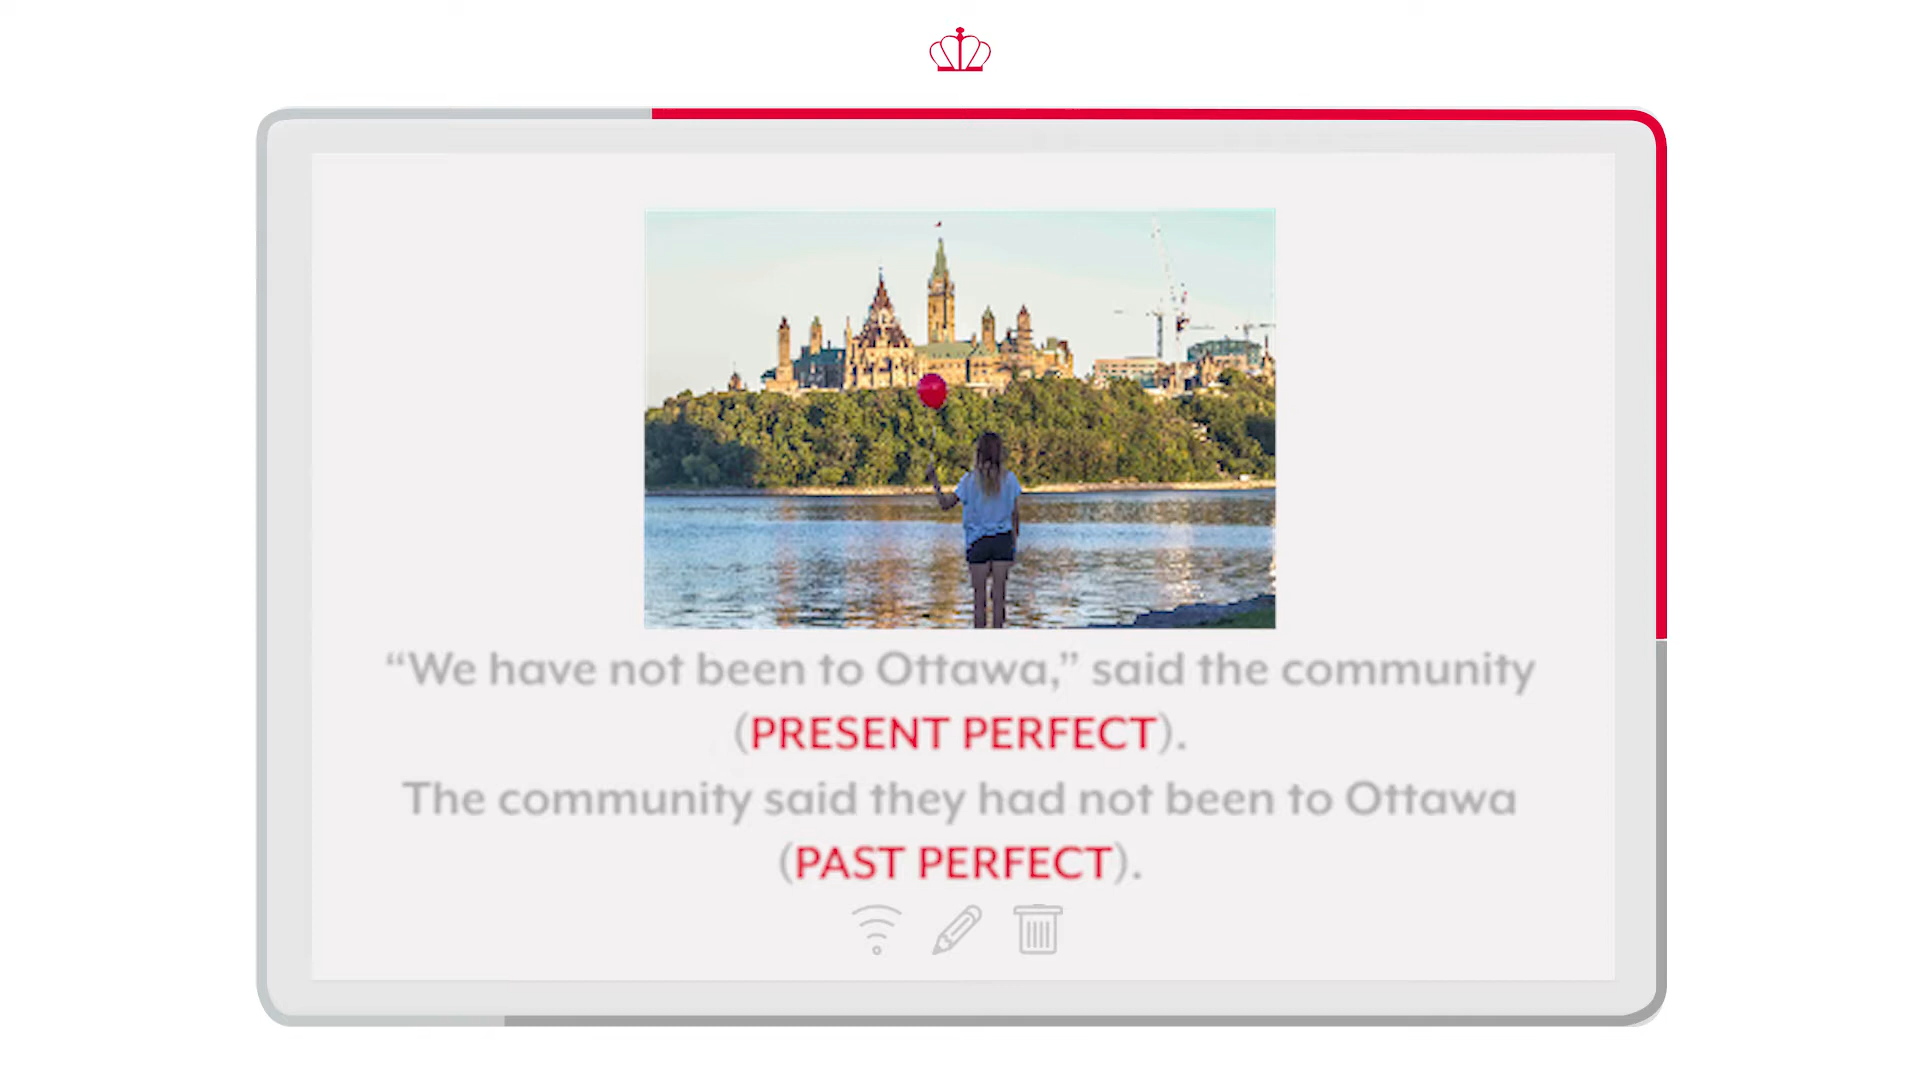 “We have not been to Ottawa,” said the community
(PRESENT PERFECT).
The community said they had not been to Ottawa
(PAST PERFECT).